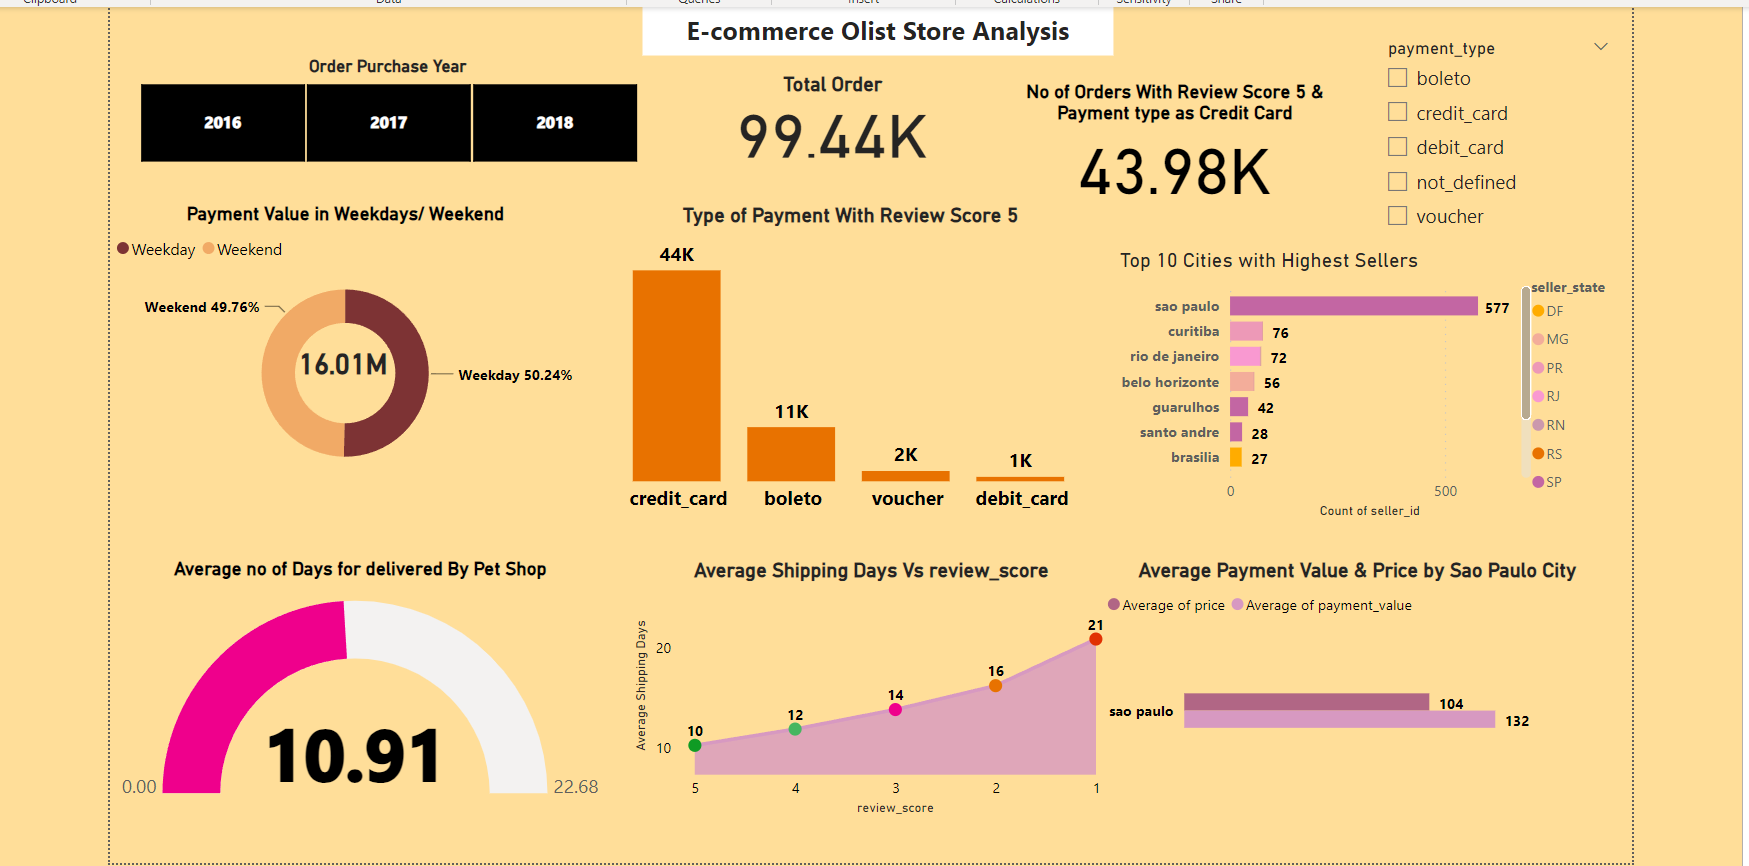 Clipboard
Data
Queries
Insert
Calculations
Sensitivity
Share
E-commerce Olist Store Analysis
Order Purchase Year
2016
2017
2018
Total Order
99.44K
No of Orders With Review Score 5 &
Payment type as Credit Card
43.98K
payment_type
boleto
credit_card
debit_card
not_defined
voucher
Payment Value in Weekdays/ Weekend
Weekday
Weekend
Weekend 49.76%
16.01M
Weekday 50.24%
Type of Payment With Review Score 5
44K
11K
2K
1K
credit_card
boleto
voucher
debit_card
Top 10 Cities with Highest Sellers
sao paulo 577
curitiba 76
rio de janeiro 72
belo horizonte 56
guarulhos 42
santo andre 28
brasilia 27
0
500
Count of seller_id
seller_state
DF
MG
PR
RJ
RN
RS
SP
Average no of Days for delivered By Pet Shop
10.91
0.00
22.68
Average Shipping Days Vs review_score
Average Shipping Days
20
10
10
12
14
16
21
5
4
3
2
1
review_score
Average Payment Value & Price by Sao Paulo City
Average of price
Average of payment_value
sao paulo
104
132